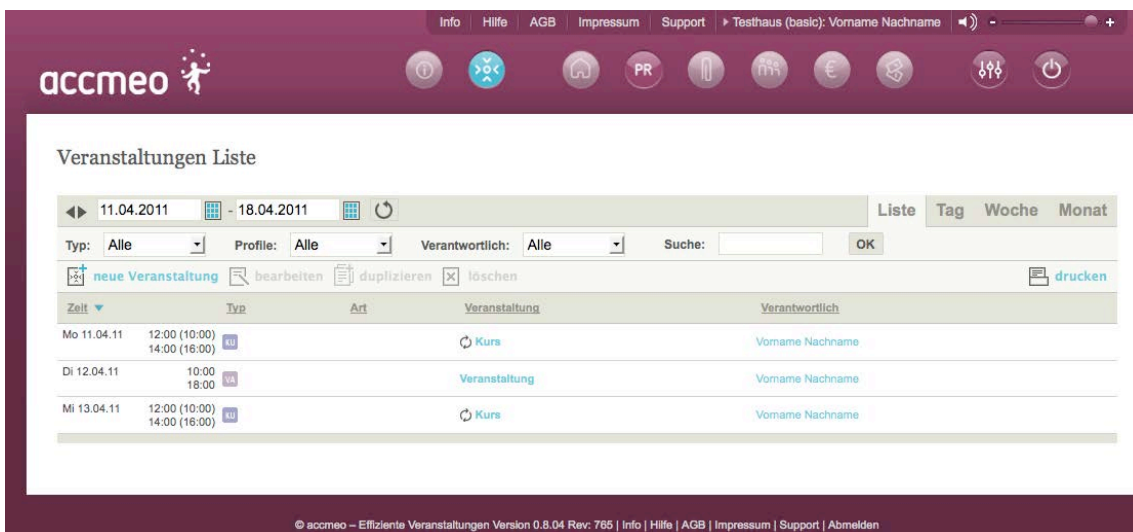 Info Hilfe AGB Impressum Support Testhaus (basic): Vorname Nachname - +
accmeo PR €
Veranstaltungen Liste
11.04.2011 - 18.04.2011 Liste Tag Woche Monat
Typ: Alle Profile: Alle Verantwortlich: Alle Suche: OK
neue Veranstaltung bearbeiten duplizieren löschen drucken
Zeit Typ Art Veranstaltung Verantwortlich
Mo 11.04.11 12:00 (10:00) KU Kurs Vorname Nachname
14:00 (16:00)
Di 12.04.11 10:00 VA Veranstaltung Vorname Nachname
18:00
Mi 13.04.11 12:00 (10:00) KU Kurs Vorname Nachname
14:00 (16:00)
© accmeo – Effiziente Veranstaltungen Version 0.8.04 Rev: 765 | Info | Hilfe | AGB | Impressum | Support | Abmelden